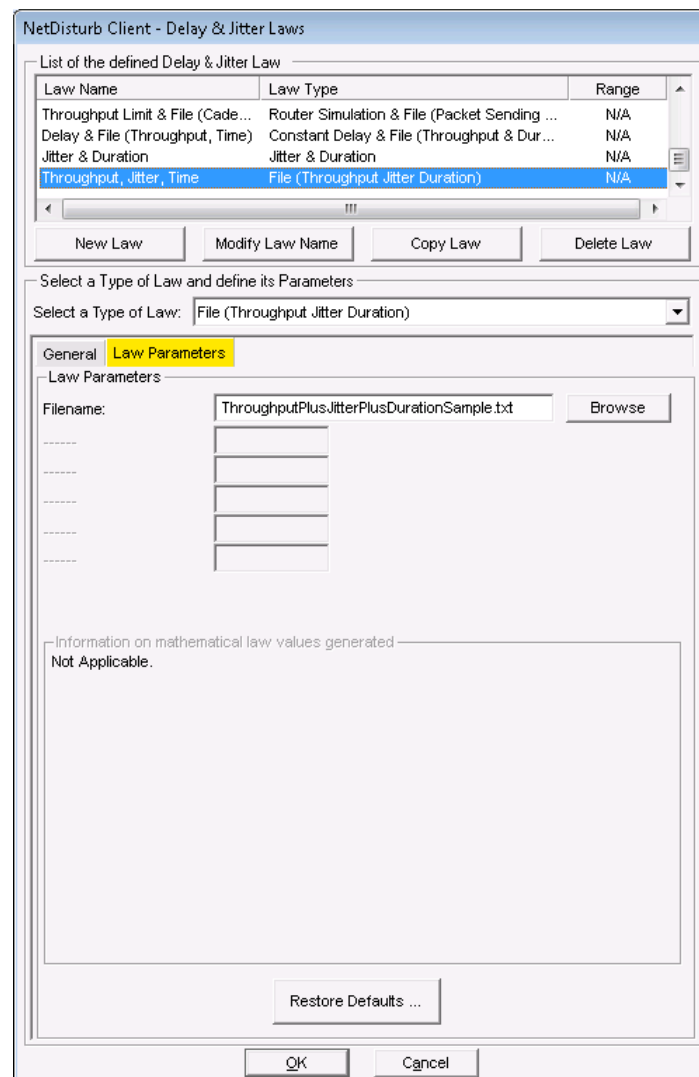 NetDisturb Client - Delay & Jitter Laws
List of the defined Delay & Jitter Law
Law Name Law Type Range
Throughput Limit & File (Cade... Router Simulation & File (Packet Sending ... N/A
Delay & File (Throughput, Time) Constant Delay & File (Throughput & Dur... N/A
Jitter & Duration Jitter & Duration N/A
Throughput, Jitter, Time File (Throughput Jitter Duration) N/A
New Law Modify Law Name Copy Law Delete Law
Select a Type of Law and define its Parameters
Select a Type of Law: File (Throughput Jitter Duration)
General Law Parameters
Law Parameters
Filename: ThroughputPlusJitterPlusDurationSample.txt Browse
------
------
------
------
------
Information on mathematical law values generated
Not Applicable.
Restore Defaults ...
OK Cancel